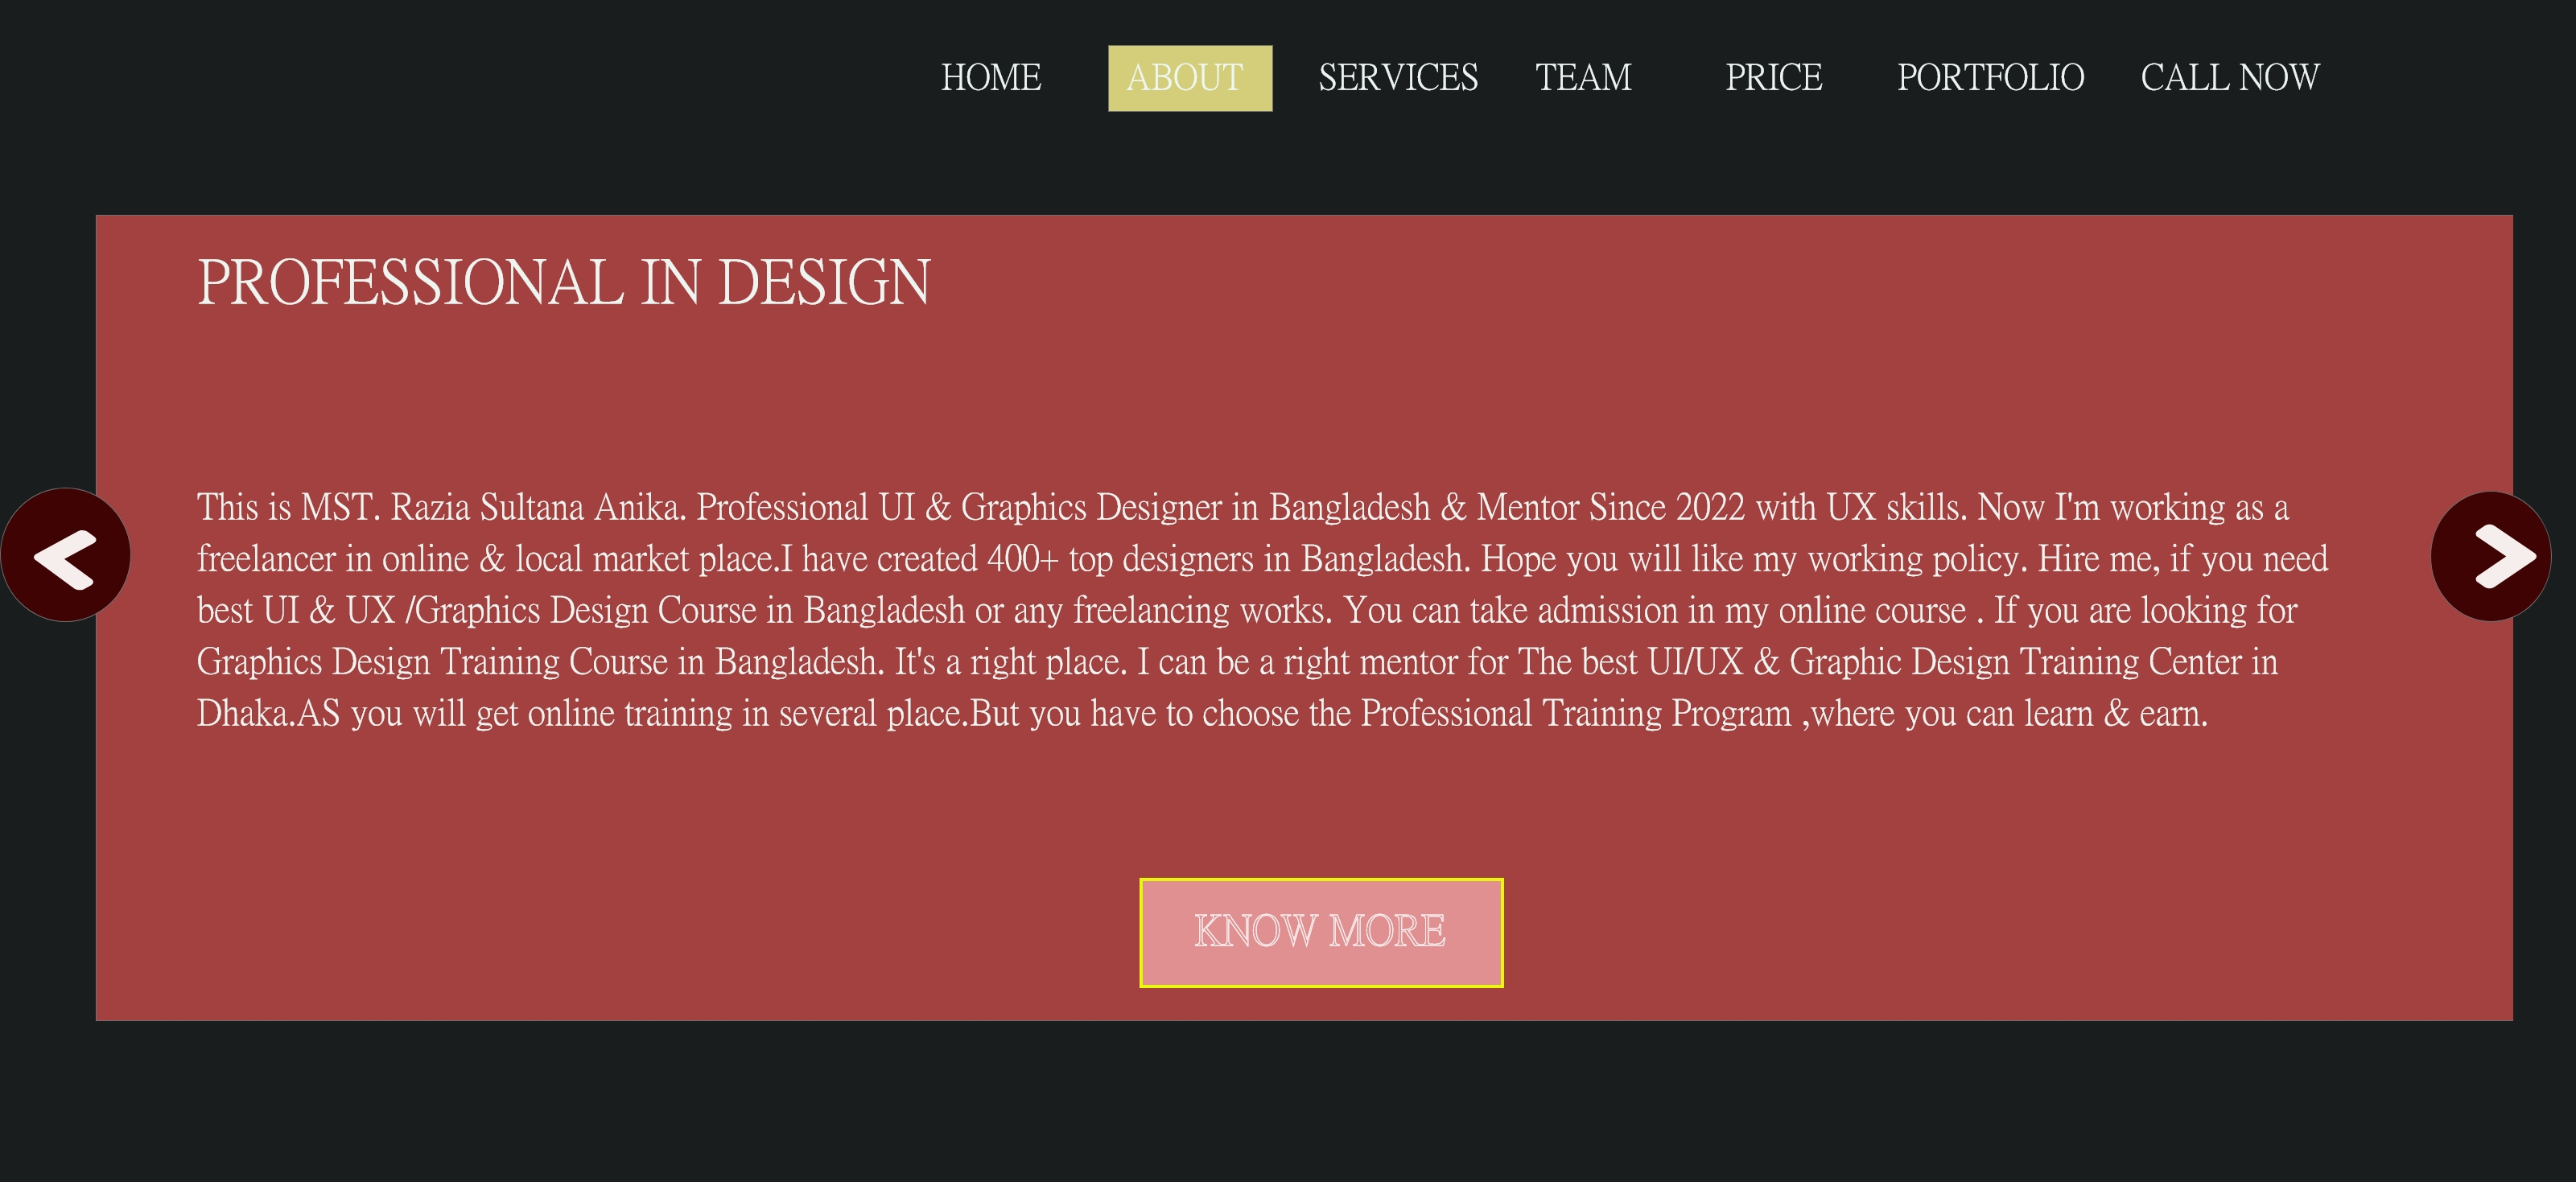 HOME ABOUT SERVICES TEAM PRICE PORTFOLIO CALL NOW
PROFESSIONAL IN DESIGN
This is MST. Razia Sultana Anika. Professional UI & Graphics Designer in Bangladesh & Mentor Since 2022 with UX skills. Now I'm working as a
freelancer in online & local market place.I have created 400+ top designers in Bangladesh. Hope you will like my working policy. Hire me, if you need
best UI & UX /Graphics Design Course in Bangladesh or any freelancing works. You can take admission in my online course . If you are looking for
Graphics Design Training Course in Bangladesh. It's a right place. I can be a right mentor for The best UI/UX & Graphic Design Training Center in
Dhaka.AS you will get online training in several place.But you have to choose the Professional Training Program ,where you can learn & earn.
KNOW MORE